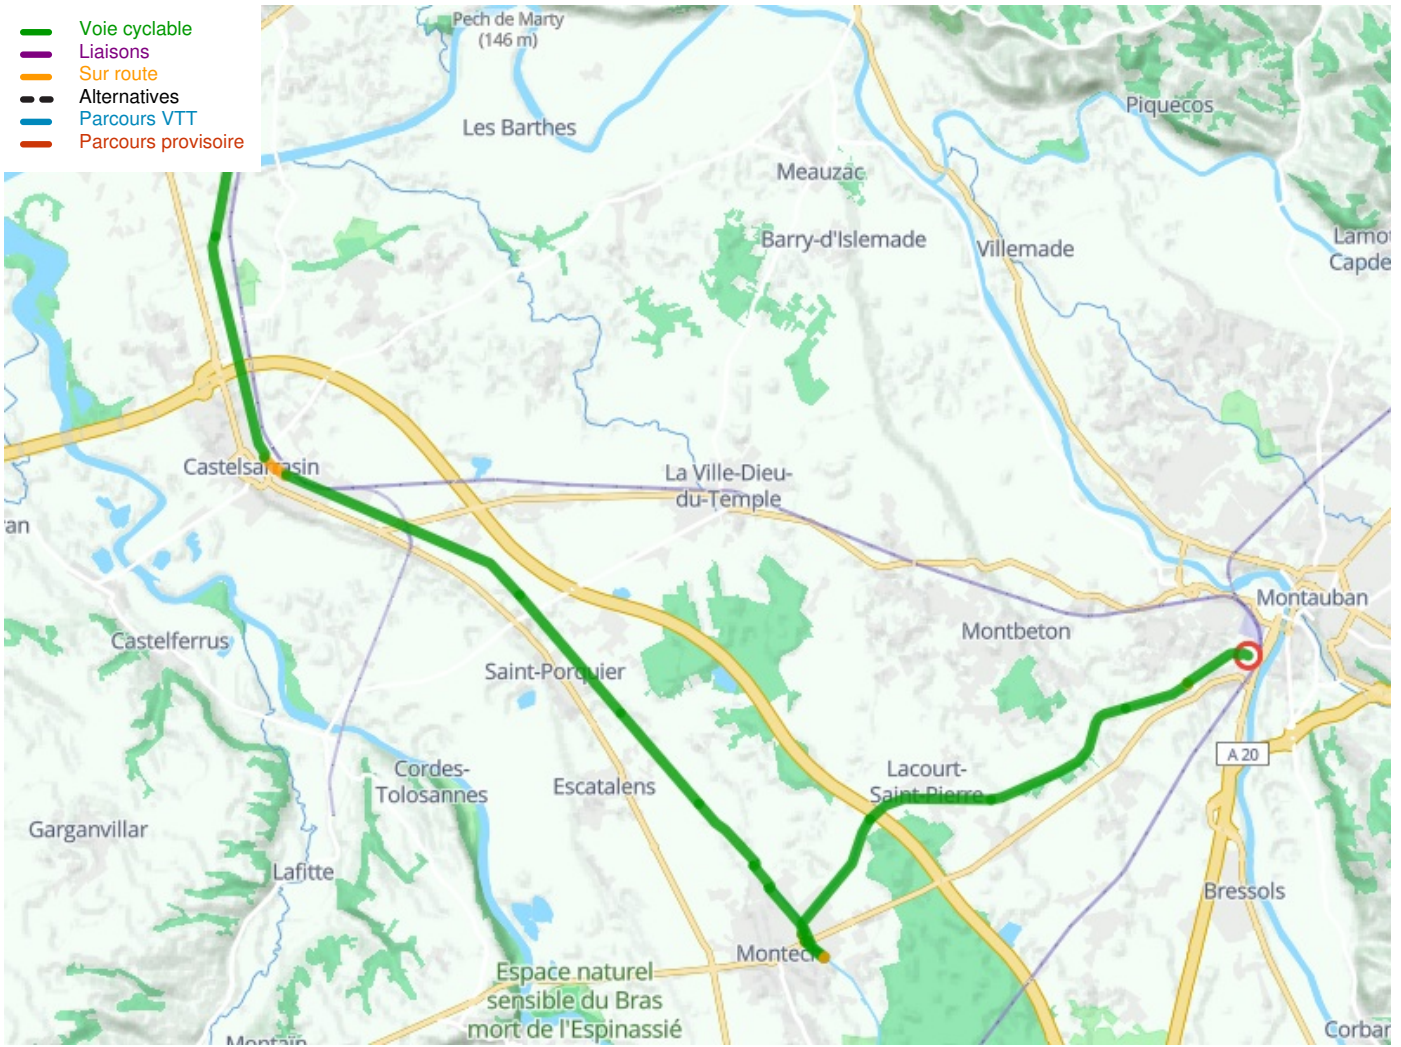 Voie cyclable
Liaisons
Sur route
Alternatives
Parcours VTT
Parcours provisoire
Pech de Marty
(146 m)
Les Barthes
Piquecos
Meauzac
Barry-d'Islemade
Villemade
Lamot
Capde
Castelsarrasin
La Ville-Dieu-
du-Temple
ran
Montauban
Castelferrus
Montbeton
Saint-Porquier
A 20
Cordes-
Tolosannes
Escatalens
Lacourt-
Saint-Pierre
Garganvillar
Lafitte
Bressols
Montech
Espace naturel
sensible du Bras
mort de l'Espinassié
Corbar
Montain